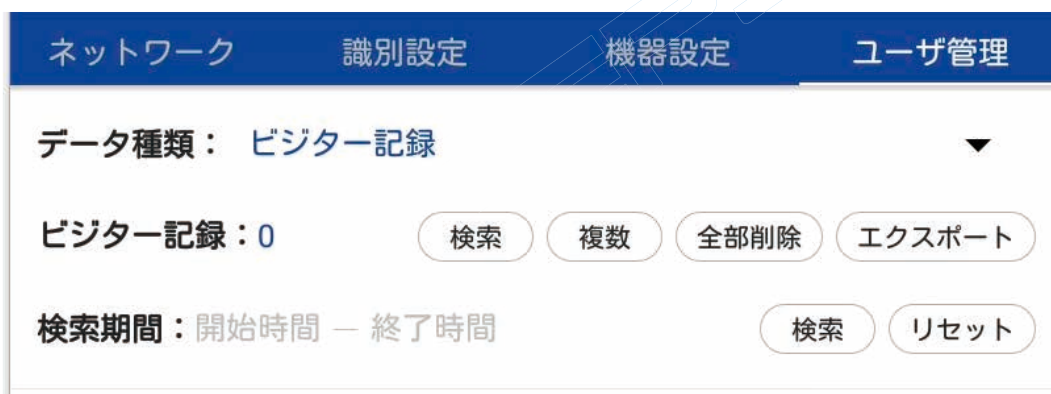 ネットワーク 識別設定 機器設定 ユーザ管理
データ種類： ビジター記録
ビジター記録：0 検索 複数 全部削除 エクスポート
検索期間：開始時間 － 終了時間 検索 リセット